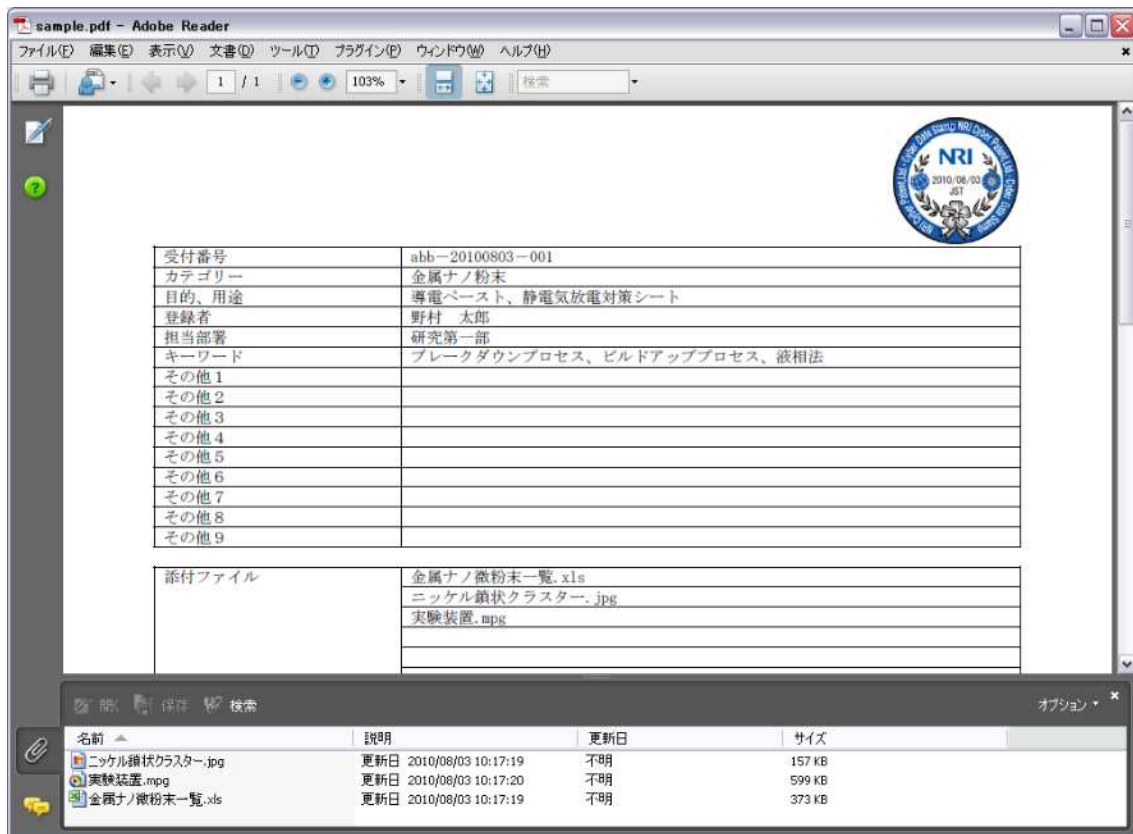 sample.pdf - Adobe Reader
ファイル(F) 編集(E) 表示(V) 文書(D) ツール(T) プラグイン(P) ウィンドウ(W) ヘルプ(H)
1 / 1 103% 検索
NRI Cyber Patent,Ltd - Cyber Data Stamp
NRI
2010/08/03
JST
受付番号 abb－20100803－001
カテゴリー 金属ナノ粉末
目的、用途 導電ペースト、静電気放電対策シート
登録者 野村　太郎
担当部署 研究第一部
キーワード ブレークダウンプロセス、ビルドアッププロセス、液相法
その他１
その他２
その他３
その他４
その他５
その他６
その他７
その他８
その他９
添付ファイル 金属ナノ微粉末一覧.xls
ニッケル鎖状クラスター.jpg
実験装置.mpg
開く 保存 検索 オプション
名前 説明 更新日 サイズ
ニッケル鎖状クラスター.jpg 更新日 2010/08/03 10:17:19 不明 157 KB
実験装置.mpg 更新日 2010/08/03 10:17:20 不明 599 KB
金属ナノ微粉末一覧.xls 更新日 2010/08/03 10:17:19 不明 373 KB